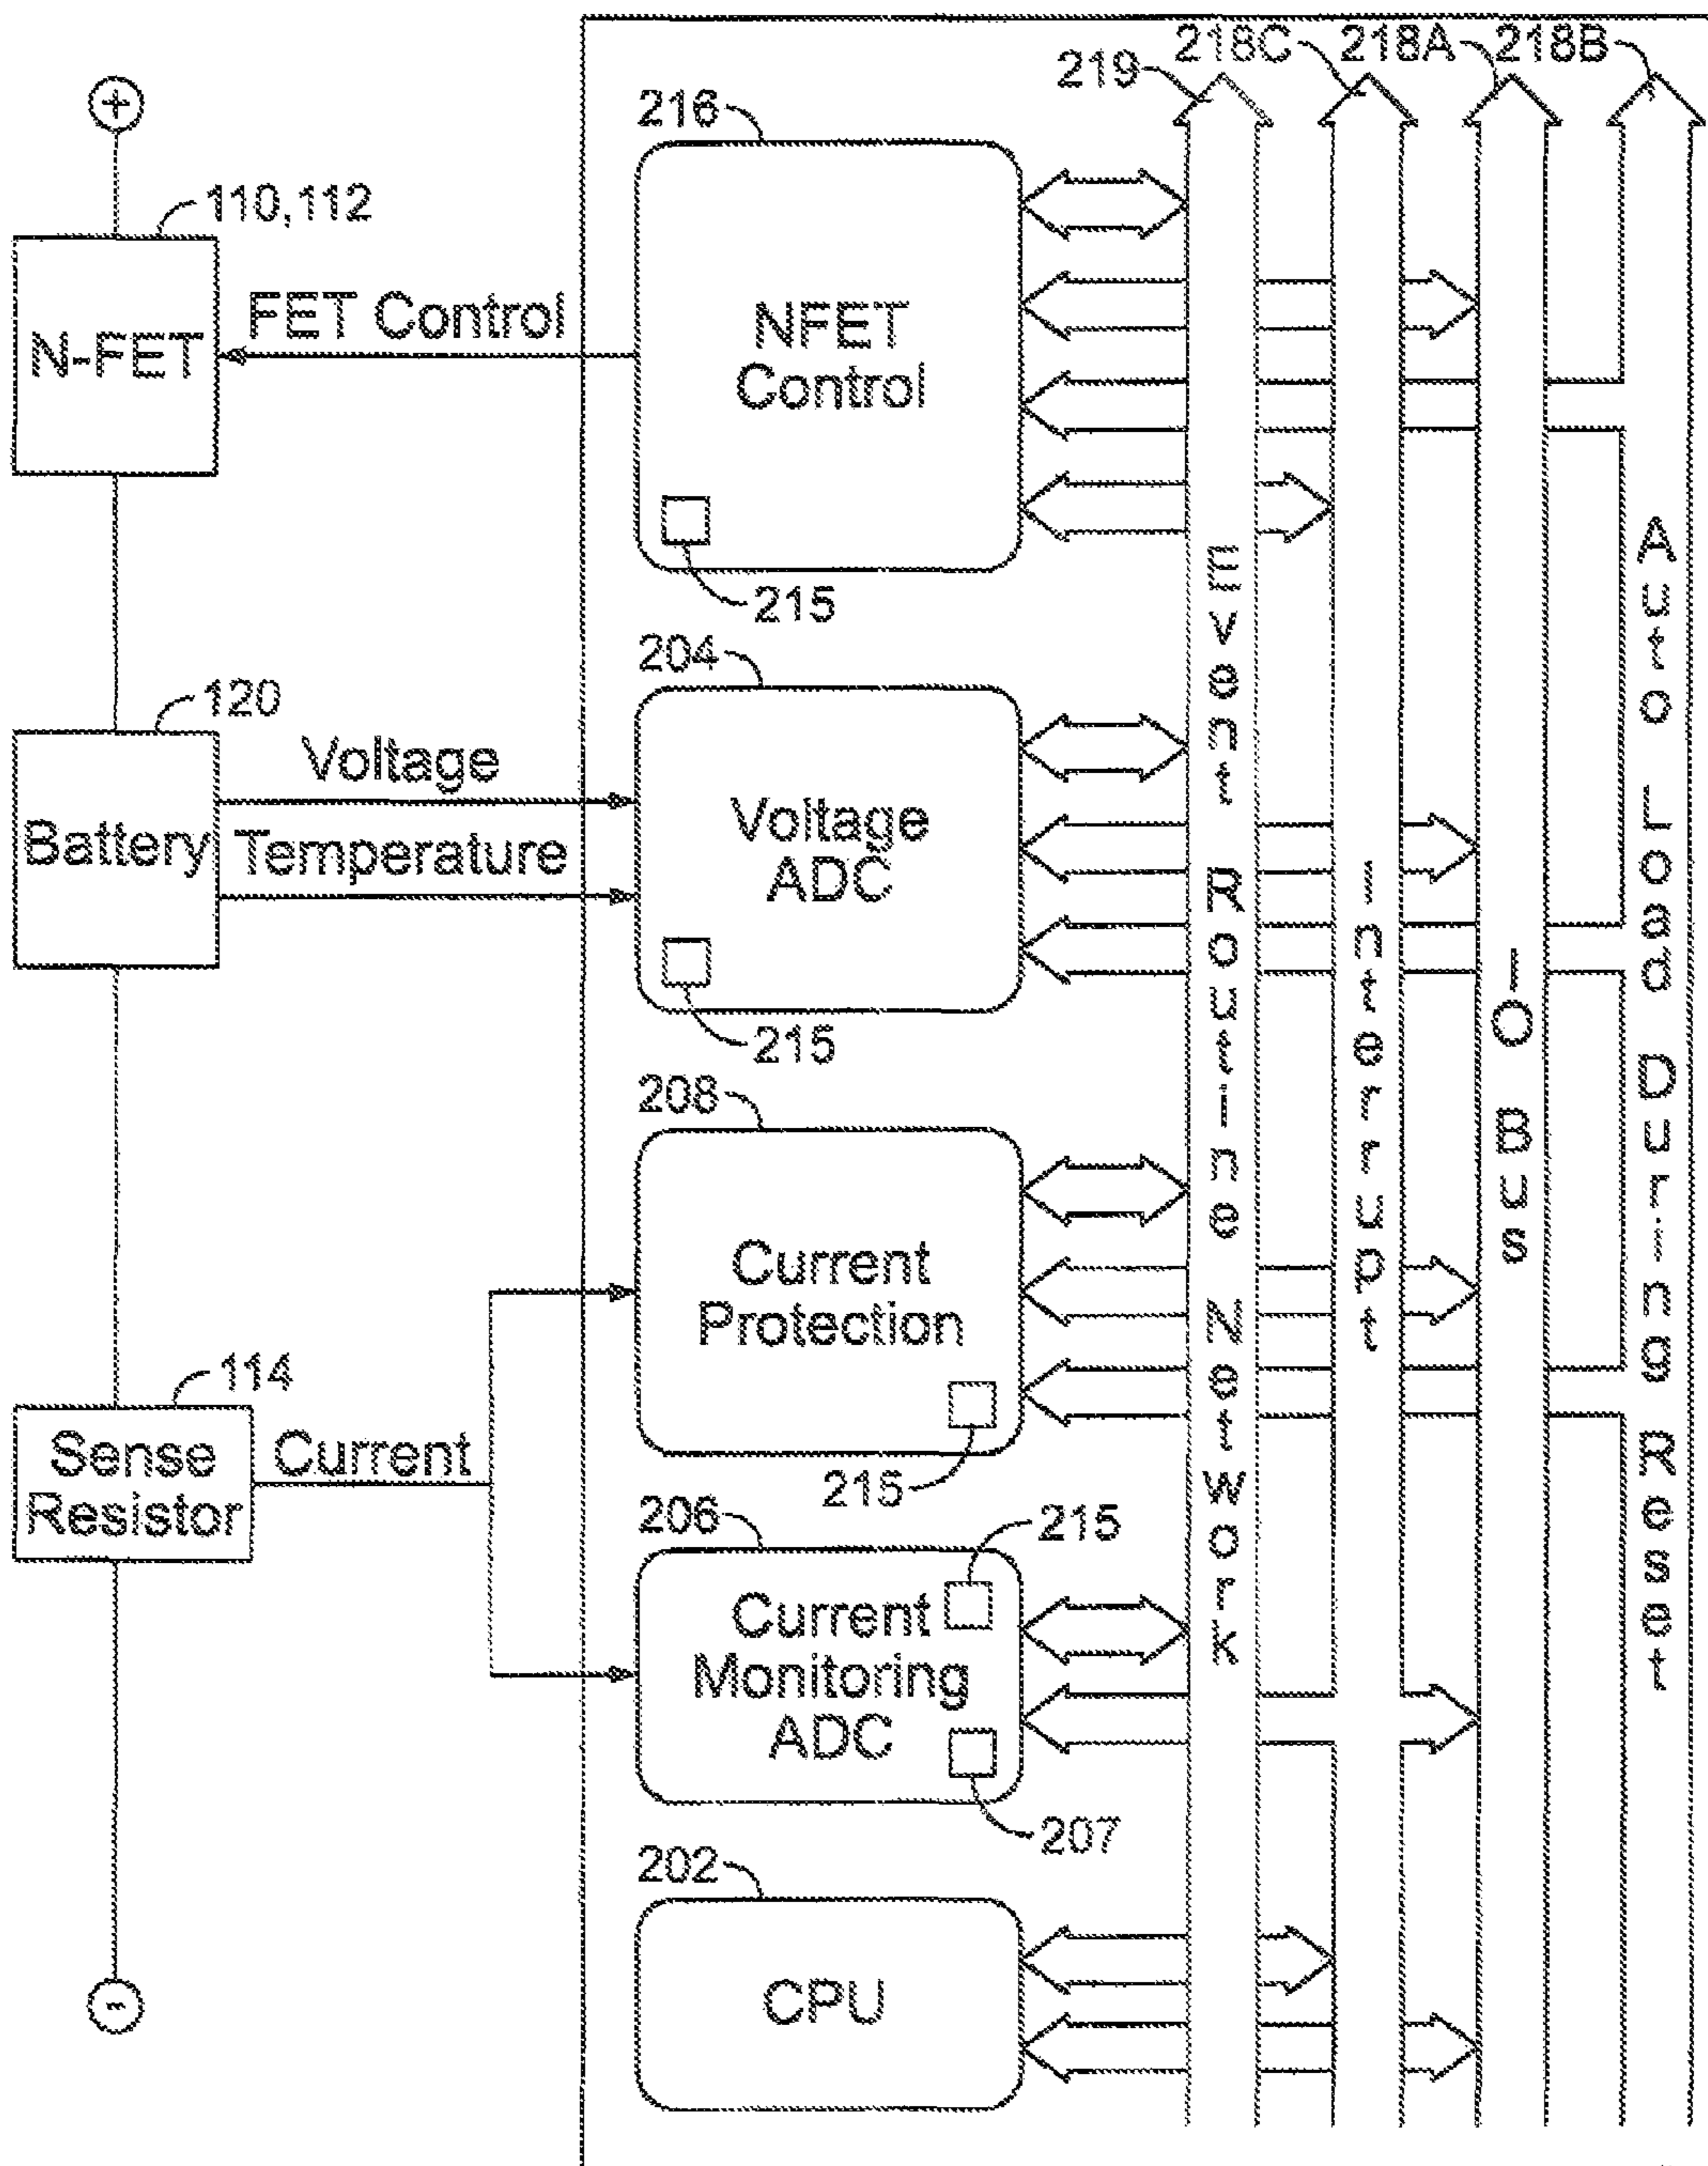 218C 218A 218B
219
216
+
110,112
FET Control
N-FET
NFET
Control
215
204
120
Voltage
Battery
Temperature
Voltage
ADC
215
208
Current
Protection
114
Sense
Resistor
Current
215
206
215
Current
Monitoring
ADC
207
202
CPU
-
Event Routine Network
Interrupt
IO Bus
Auto Load During Reset